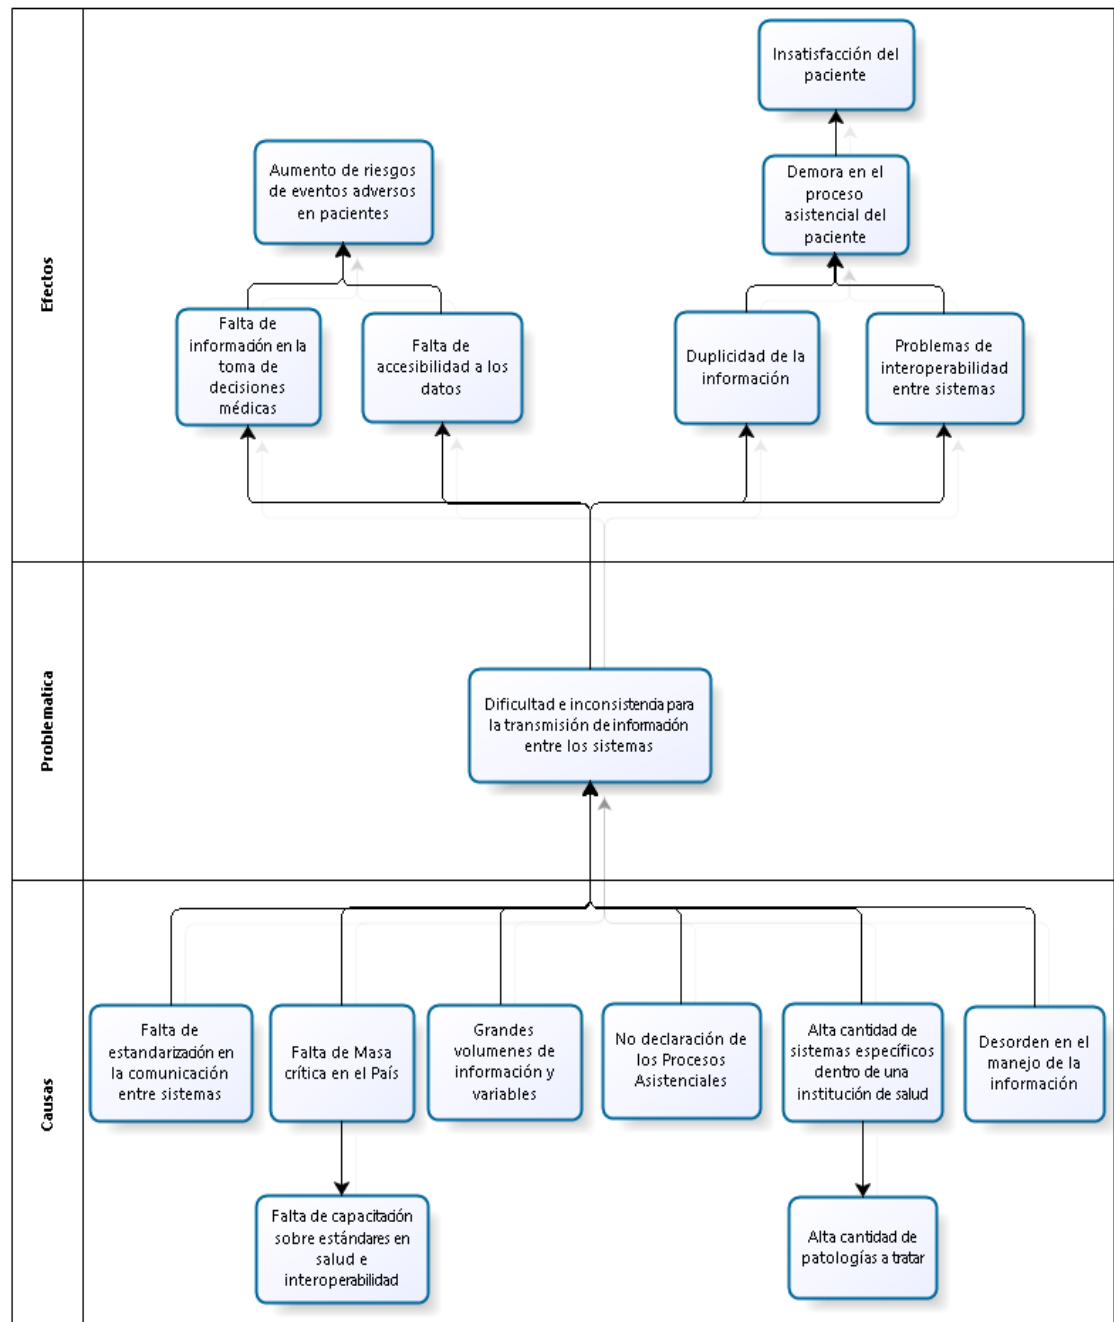 Efectos
Insatisfacción del
paciente
Aumento de riesgos
de eventos adversos
en pacientes
Demora en el
proceso
asistencial del
paciente
Falta de
información en la
toma de
decisiones
médicas
Falta de
accesibilidad a los
datos
Duplicidad de la
información
Problemas de
interoperabilidad
entre sistemas
Problematica
Dificultad e inconsistencia para
la transmisión de información
entre los sistemas
Causas
Falta de
estandarización en
la comunicación
entre sistemas
Falta de Masa
crítica en el País
Grandes
volumenes de
información y
variables
No declaración de
los Procesos
Asistenciales
Alta cantidad de
sistemas específicos
dentro de una
institución de salud
Desorden en el
manejo de la
información
Falta de capacitación
sobre estándares en
salud e
interoperabilidad
Alta cantidad de
patologías a tratar